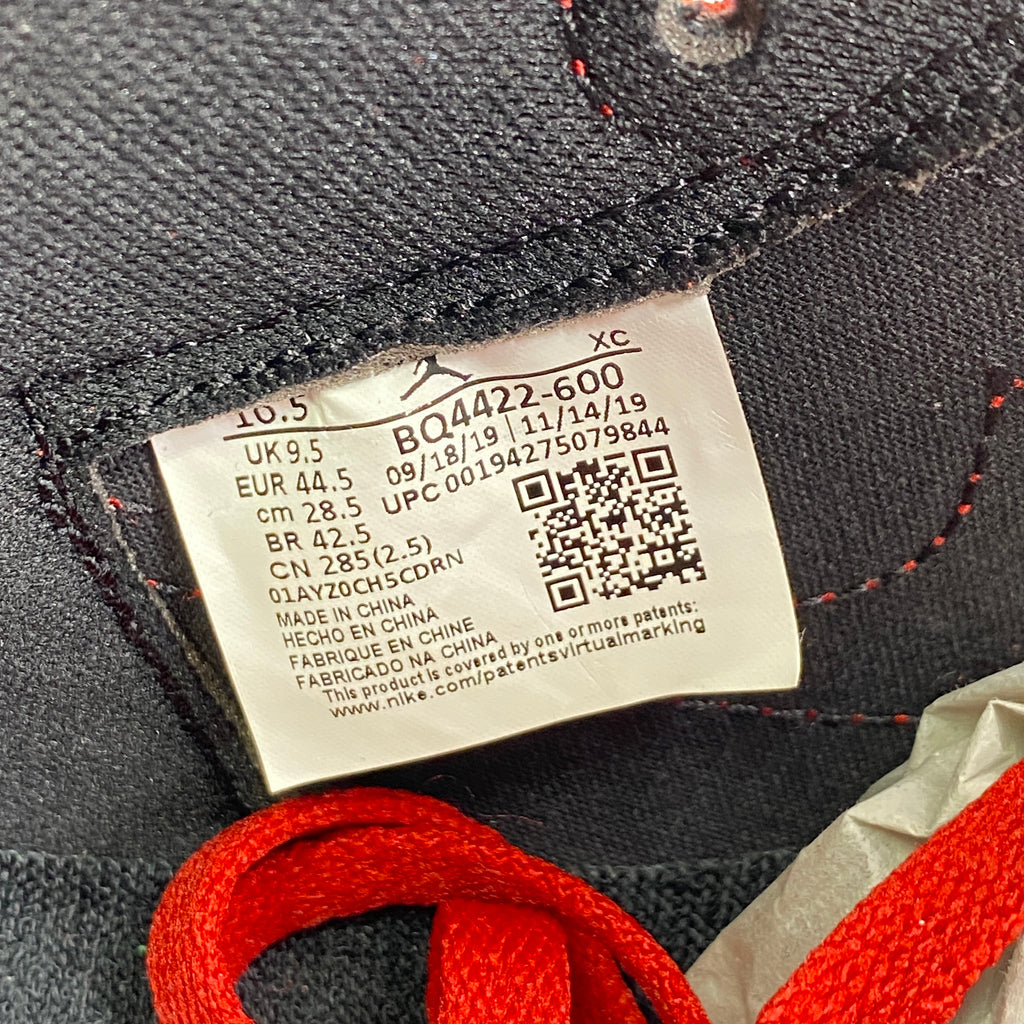 XC
10.5
BQ4422-600
UK 9.5
09/18/19 | 11/14/19
EUR 44.5
UPC 00194275079844
cm 28.5
BR 42.5
CN 285(2.5)
01AYZ0CH5CDRN
MADE IN CHINA
HECHO EN CHINA
FABRIQUE EN CHINE
FABRICADO NA CHINA
This product is covered by one or more patents:
www.nike.com/patentsvirtualmarking